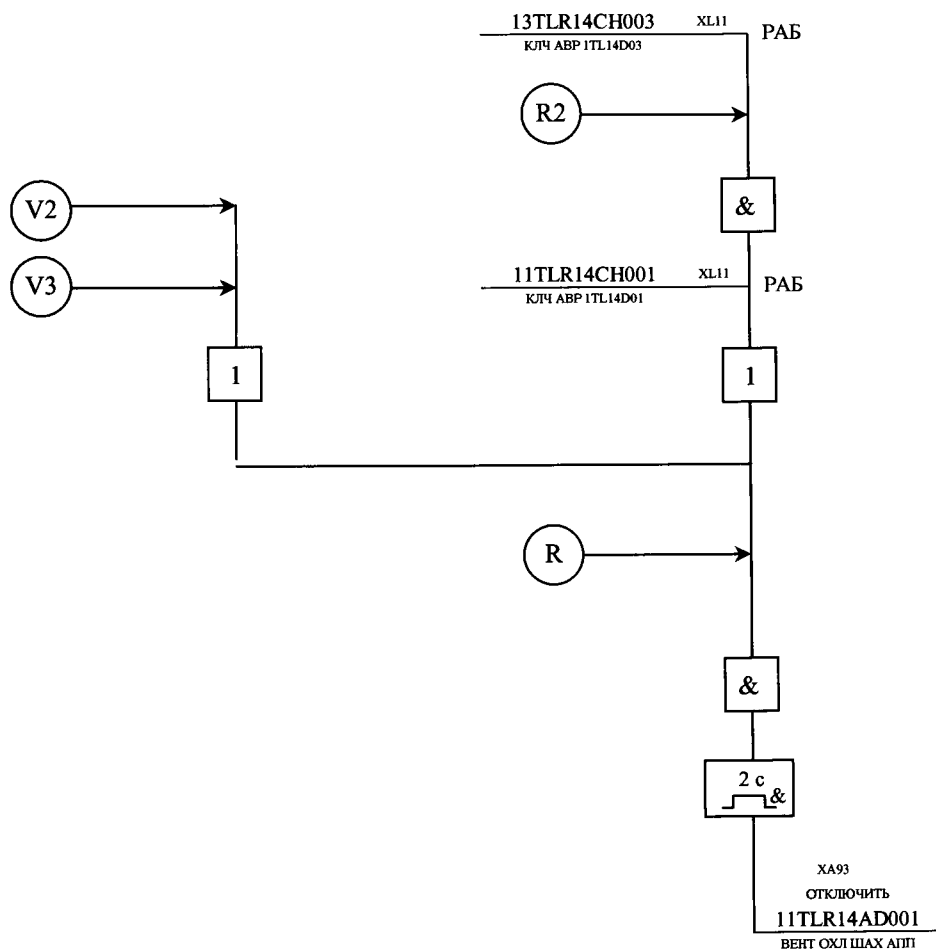 13TLR14CH003 XL11 РАБ
КЛЧ АВР 1TL14D03
R2
V2
&
V3
11TLR14CH001 XL11 РАБ
КЛЧ АВР 1TL14D01
1 1
R
&
2 с
&
XA93
ОТКЛЮЧИТЬ
11TLR14AD001
ВЕНТ ОХЛ ШАХ АПП